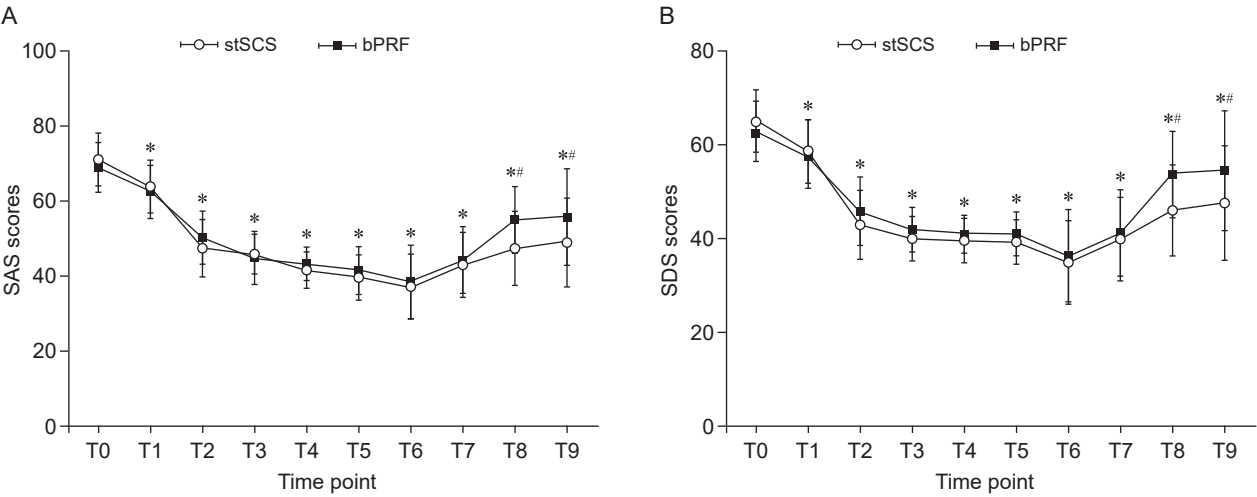 A
stSCS bPRF
100
80
60
40
20
0
SAS scores
* * * * * * * *# *#
T0 T1 T2 T3 T4 T5 T6 T7 T8 T9
Time point
B
stSCS bPRF
80
60
40
20
0
SDS scores
* * * * * * * *# *#
T0 T1 T2 T3 T4 T5 T6 T7 T8 T9
Time point